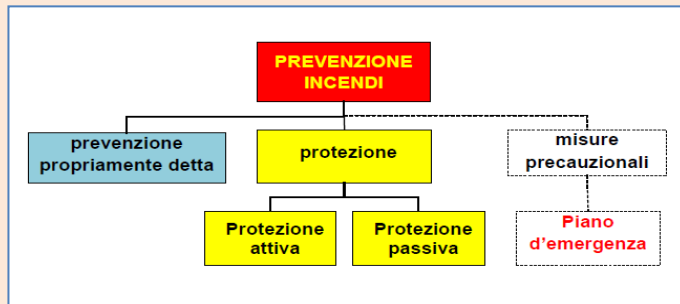 PREVENZIONE
INCENDI
prevenzione
propriamente detta
protezione
misure
precauzionali
Protezione
attiva
Protezione
passiva
Piano
d'emergenza